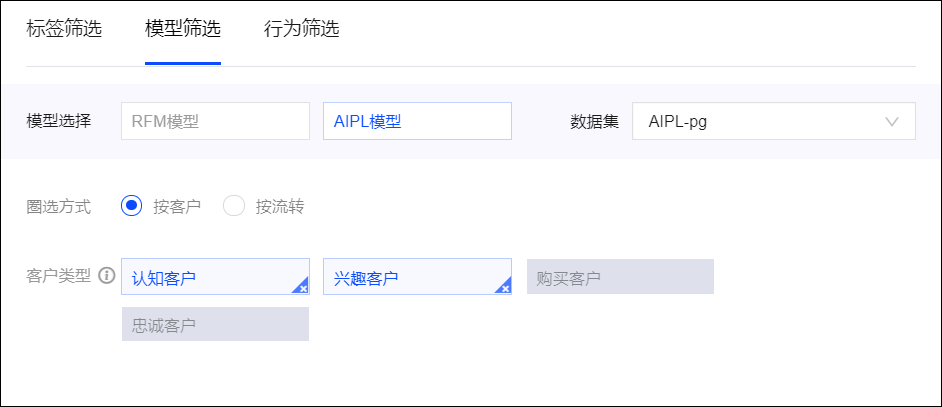 标签筛选 模型筛选 行为筛选
模型选择 RFM模型 AIPL模型 数据集 AIPL-pg
圈选方式 按客户 按流转
客户类型 认知客户 兴趣客户 购买客户
忠诚客户